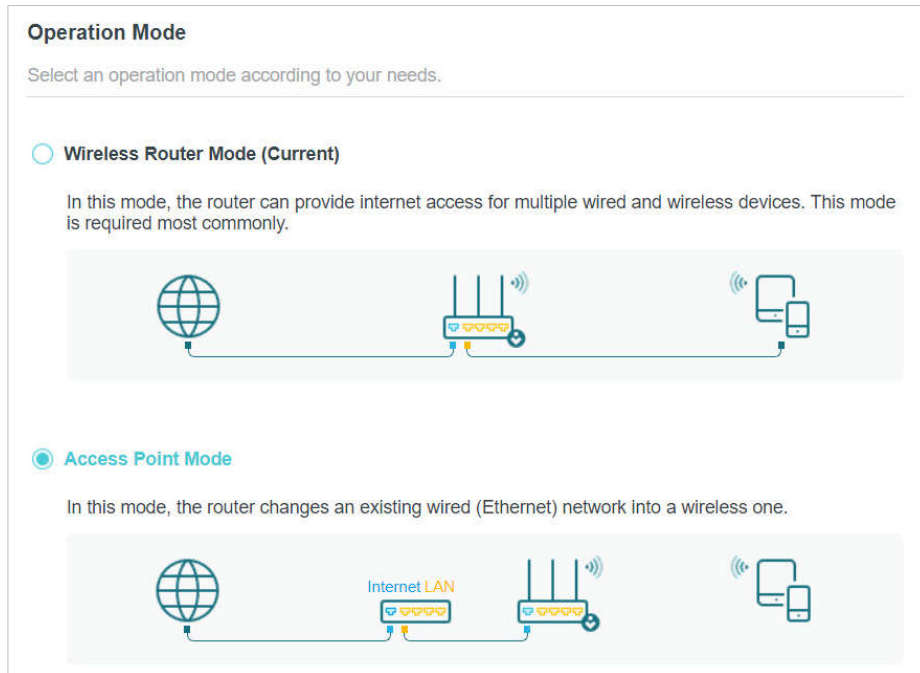 Operation Mode
Select an operation mode according to your needs.
Wireless Router Mode (Current)
In this mode, the router can provide internet access for multiple wired and wireless devices. This mode
is required most commonly.
Access Point Mode
In this mode, the router changes an existing wired (Ethernet) network into a wireless one.
Internet LAN